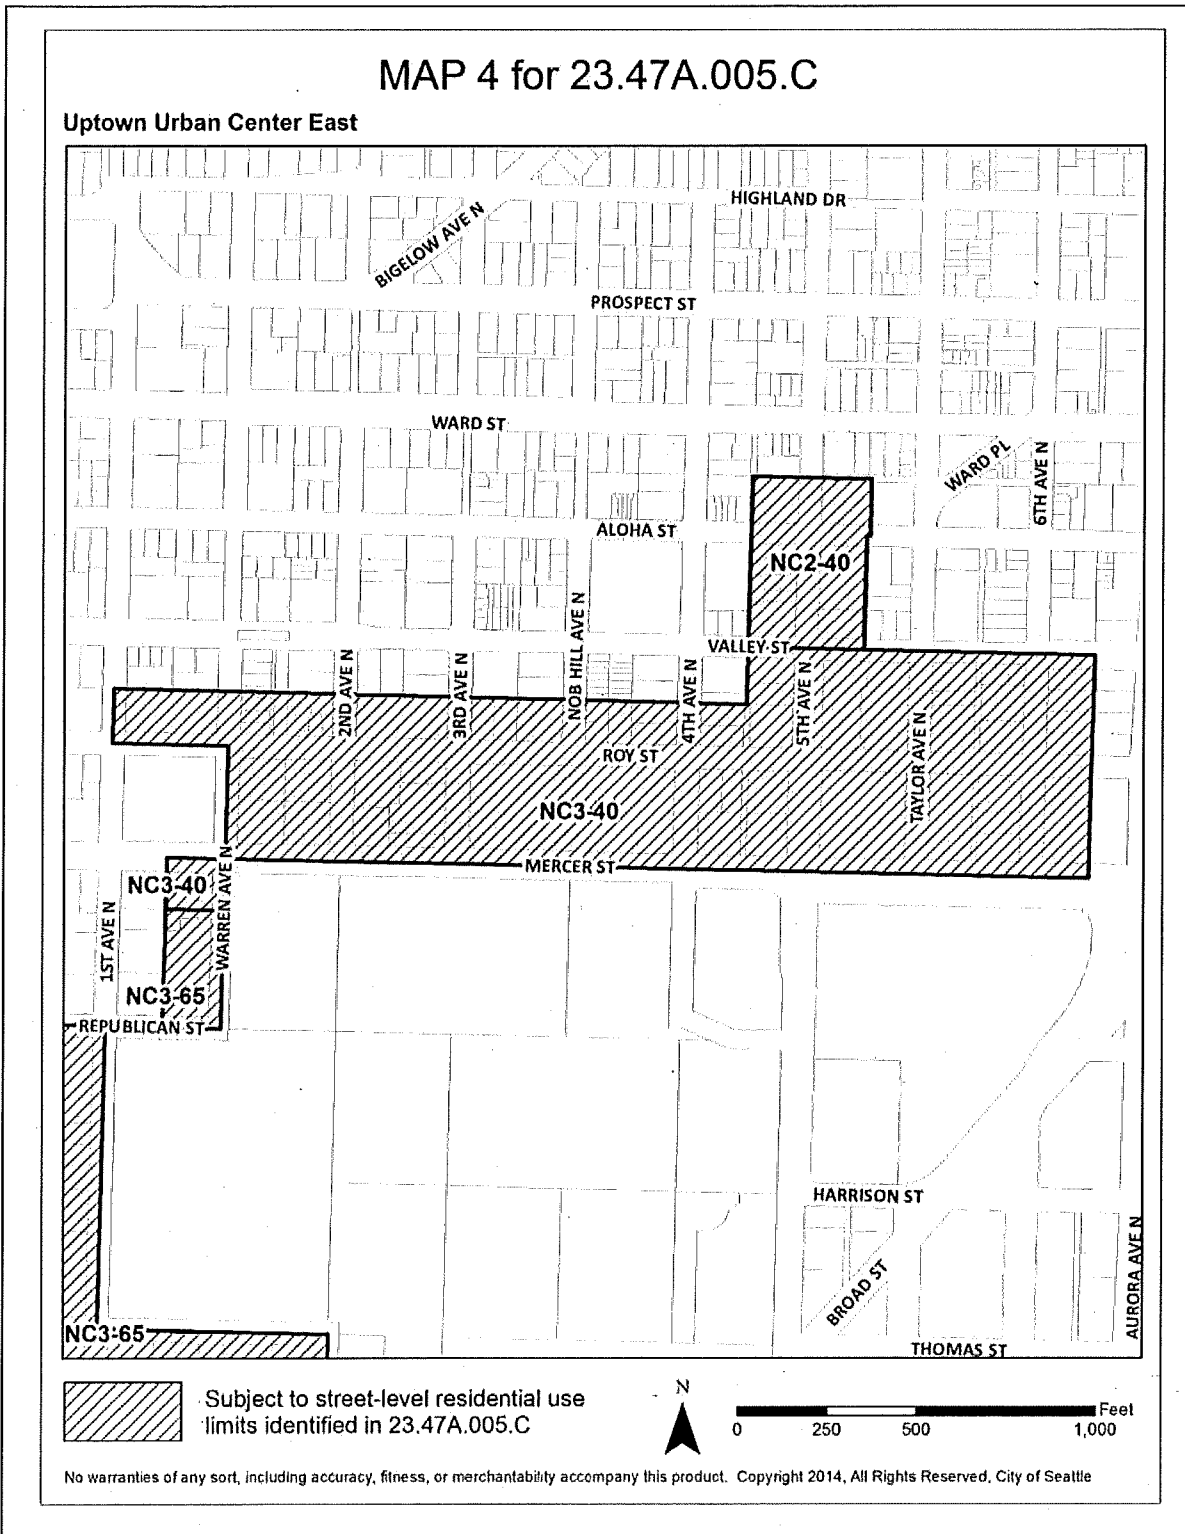 MAP 4 for 23.47A.005.C
Uptown Urban Center East
HIGHLAND DR
BIGELOW AVE N
PROSPECT ST
WARD ST
WARD PL
6TH AVE N
ALOHA ST
NC2-40
NOB HILL AVE N
VALLEY ST
2ND AVE N
3RD AVE N
4TH AVE N
5TH AVE N
TAYLOR AVE N
ROY ST
NC3-40
MERCER ST
NC3-40
WARREN AVE N
1ST AVE N
NC3-65
REPUBLICAN ST
HARRISON ST
BROAD ST
AURORA AVE N
NC3-65
THOMAS ST
Subject to street-level residential use
limits identified in 23.47A.005.C
N
Feet
0 250 500 1,000
No warranties of any sort, including accuracy, fitness, or merchantability accompany this product. Copyright 2014, All Rights Reserved, City of Seattle